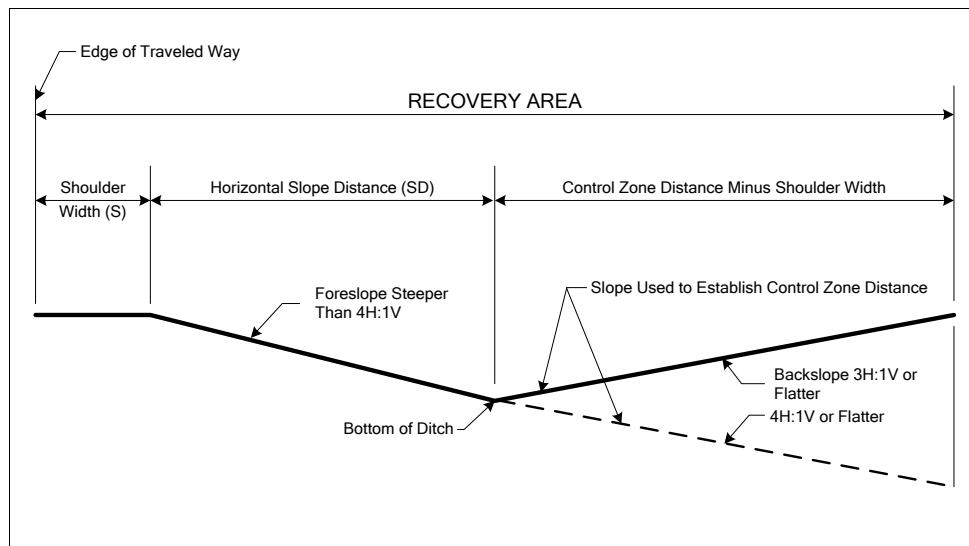 Edge of Traveled Way
RECOVERY AREA
Shoulder
Width (S)
Horizontal Slope Distance (SD)
Control Zone Distance Minus Shoulder Width
Foreslope Steeper
Than 4H:1V
Slope Used to Establish Control Zone Distance
Backslope 3H:1V or
Flatter
Bottom of Ditch
4H:1V or Flatter